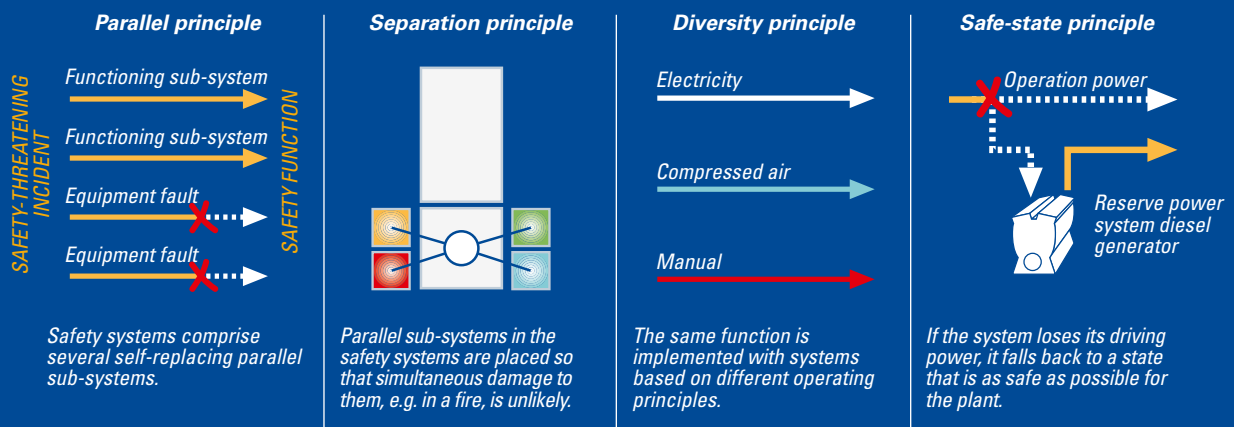 Parallel principle
SAFETY-THREATENING
INCIDENT
Functioning sub-system
Functioning sub-system
Equipment fault
Equipment fault
SAFETY FUNCTION
Safety systems comprise
several self-replacing parallel
sub-systems.
Separation principle
Parallel sub-systems in the
safety systems are placed so
that simultaneous damage to
them, e.g. in a fire, is unlikely.
Diversity principle
Electricity
Compressed air
Manual
The same function is
implemented with systems
based on different operating
principles.
Safe-state principle
Operation power
Reserve power
system diesel
generator
If the system loses its driving
power, it falls back to a state
that is as safe as possible for
the plant.